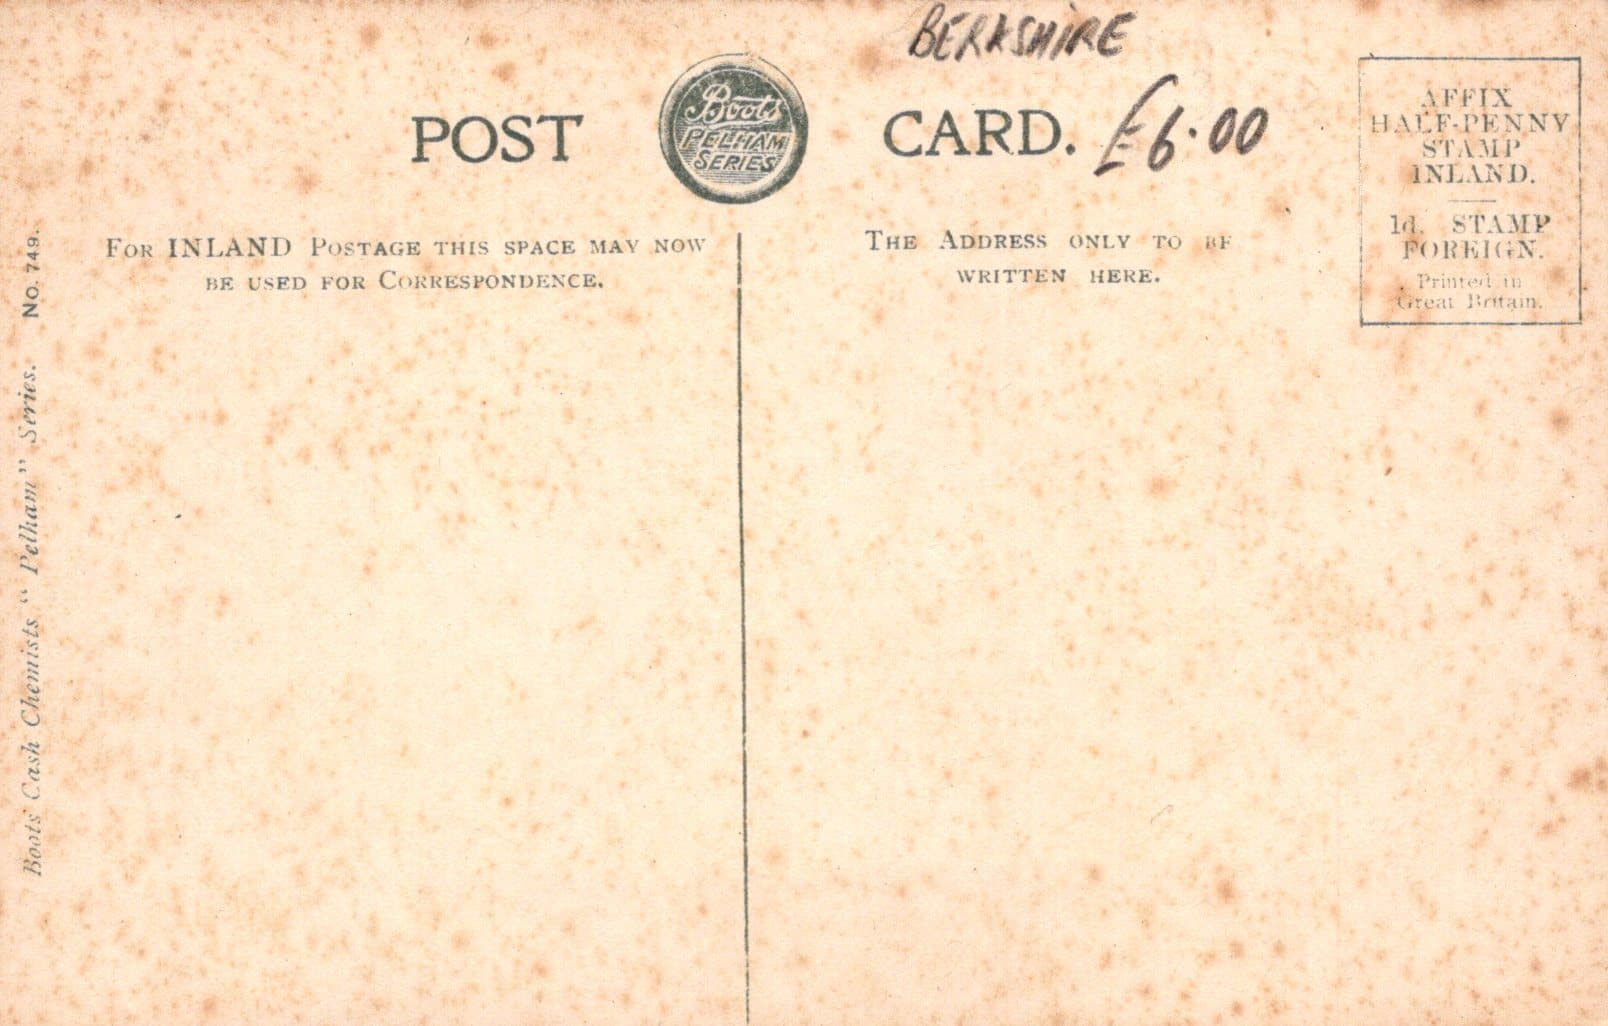 BERKSHIRE
POST
Boots
PELHAM
SERIES
CARD.
£6.00
AFFIX
HALF-PENNY
STAMP
INLAND.
1d. STAMP
FOREIGN.
Printed in
Great Britain.
FOR INLAND POSTAGE THIS SPACE MAY NOW
BE USED FOR CORRESPONDENCE.
THE ADDRESS ONLY TO BE
WRITTEN HERE.
Boots Cash Chemists "Pelham" Series. No. 749.